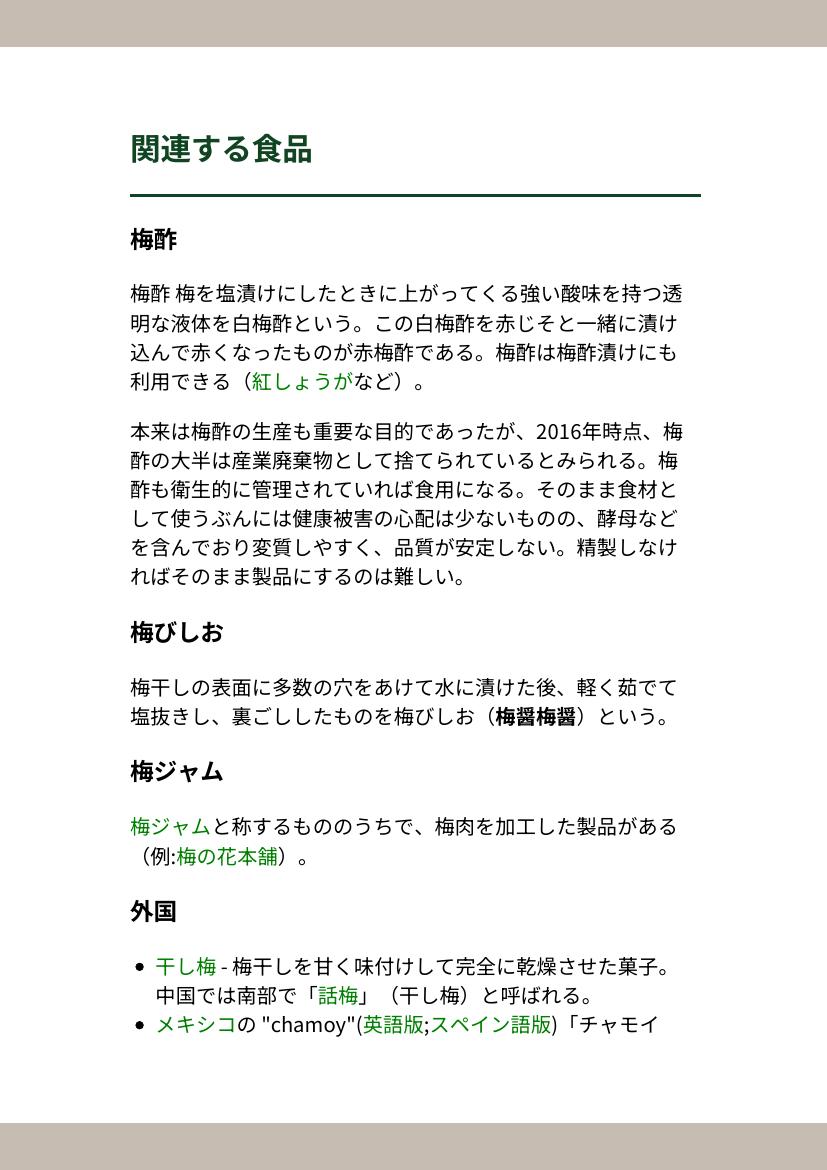 関連する食品
梅酢
梅酢 梅を塩漬けにしたときに上がってくる強い酸味を持つ透
明な液体を白梅酢という。この白梅酢を赤じそと一緒に漬け
込んで赤くなったものが赤梅酢である。梅酢は梅酢漬けにも
利用できる（紅しょうがなど）。
本来は梅酢の生産も重要な目的であったが、2016年時点、梅
酢の大半は産業廃棄物として捨てられているとみられる。梅
酢も衛生的に管理されていれば食用になる。そのまま食材と
して使うぶんには健康被害の心配は少ないものの、酵母など
を含んでおり変質しやすく、品質が安定しない。精製しなけ
ればそのまま製品にするのは難しい。
梅びしお
梅干しの表面に多数の穴をあけて水に漬けた後、軽く茹でて
塩抜きし、裏ごししたものを梅びしお（梅醤梅醤）という。
梅ジャム
梅ジャムと称するもののうちで、梅肉を加工した製品がある
（例:梅の花本舗）。
外国
• 干し梅 - 梅干しを甘く味付けして完全に乾燥させた菓子。
中国では南部で「話梅」（干し梅）と呼ばれる。
• メキシコの "chamoy"(英語版;スペイン語版)「チャモイ